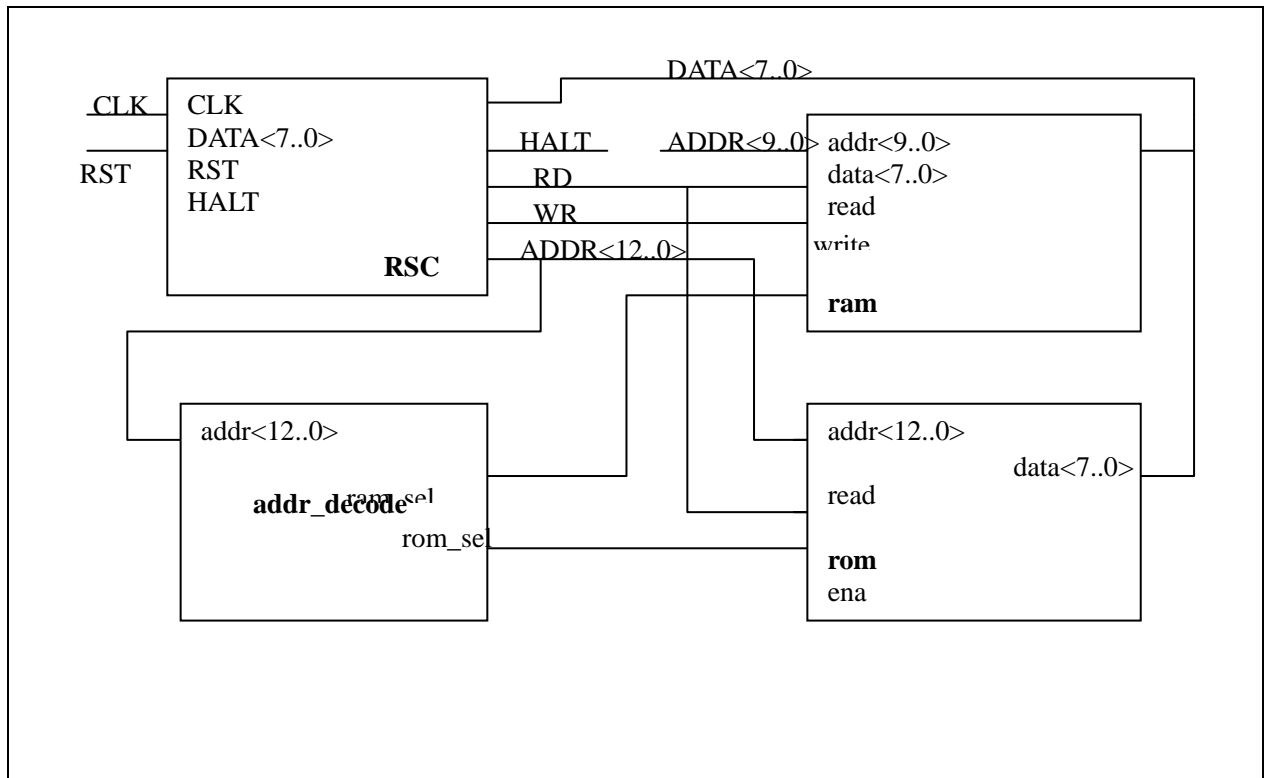 DATA<7..0>
CLK
RST
CLK
DATA<7..0>
RST
HALT
RSC
HALT
RD
WR
ADDR<12..0>
ADDR<9..0>
addr<9..0>
data<7..0>
read
write
ram
addr<12..0>
ram_sel
addr_decode
rom_sel
addr<12..0>
data<7..0>
read
rom
ena